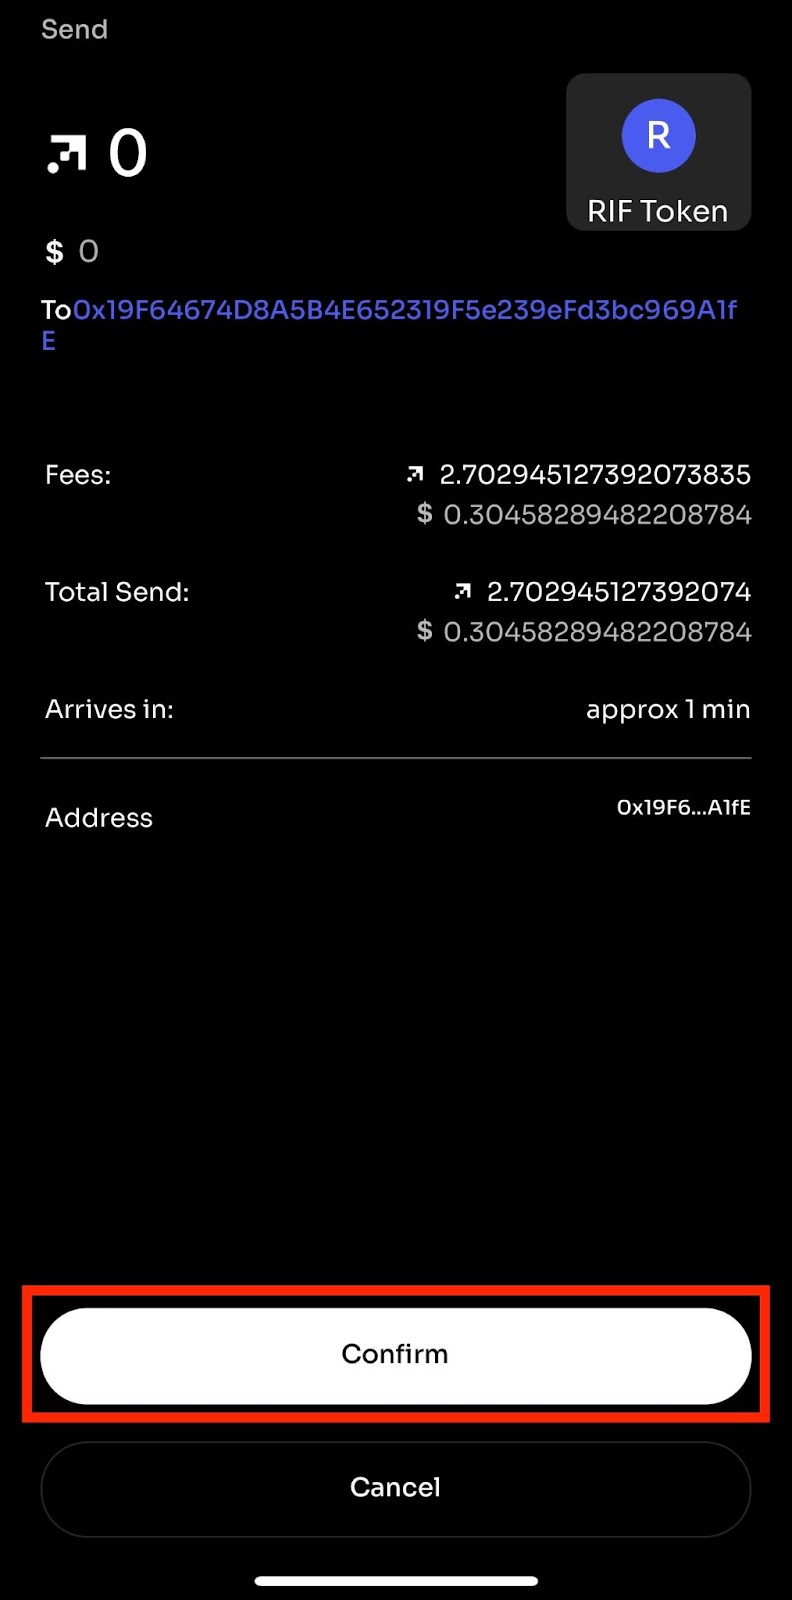 Send
0
RIF Token
$ 0
To0x19F64674D8A5B4E652319F5e239eFd3bc969A1f
E
Fees: 2.702945127392073835
$ 0.30458289482208784
Total Send: 2.702945127392074
$ 0.30458289482208784
Arrives in: approx 1 min
Address 0x19F6...A1fE
Confirm
Cancel
R